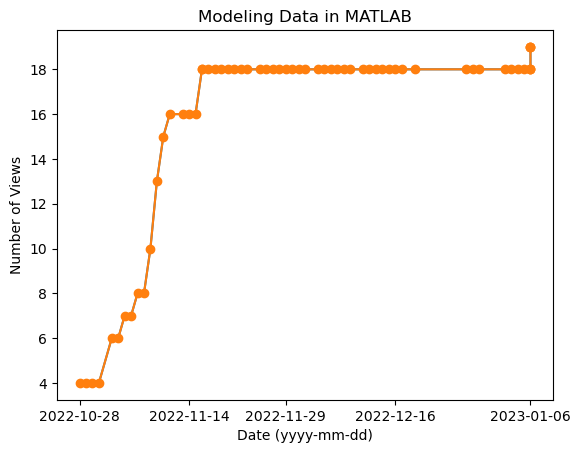 Modeling Data in MATLAB
Number of Views
18
16
14
12
10
8
6
4
2022-10-28 2022-11-14 2022-11-29 2022-12-16 2023-01-06
Date (yyyy-mm-dd)